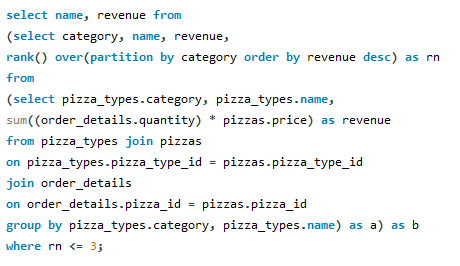 select name, revenue from
(select category, name, revenue,
rank() over(partition by category order by revenue desc) as rn
from
(select pizza_types.category, pizza_types.name,
sum((order_details.quantity) * pizzas.price) as revenue
from pizza_types join pizzas
on pizza_types.pizza_type_id = pizzas.pizza_type_id
join order_details
on order_details.pizza_id = pizzas.pizza_id
group by pizza_types.category, pizza_types.name) as a) as b
where rn <= 3;